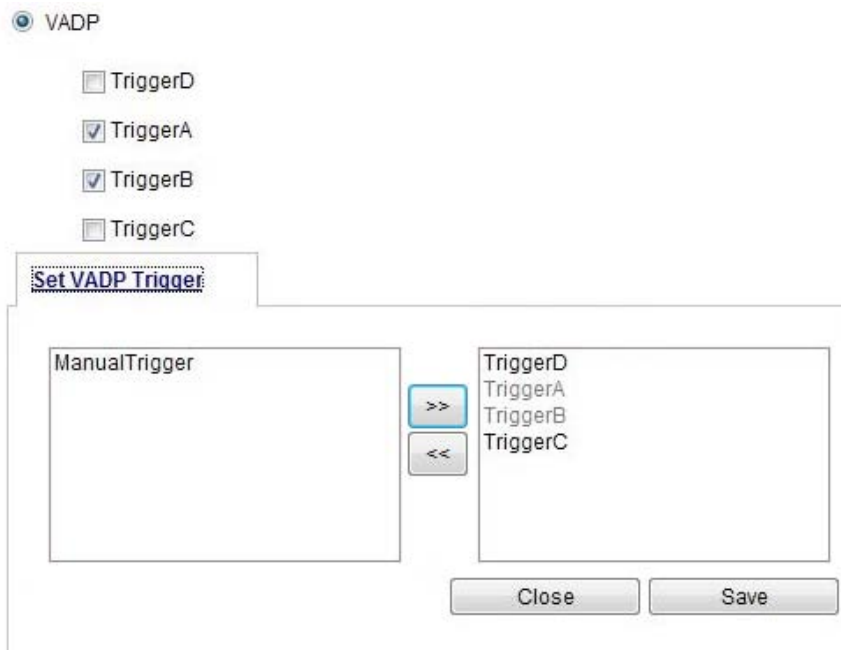 VADP
TriggerD
TriggerA
TriggerB
TriggerC
Set VADP Trigger
ManualTrigger
>>
<<
TriggerD
TriggerA
TriggerB
TriggerC
Close
Save